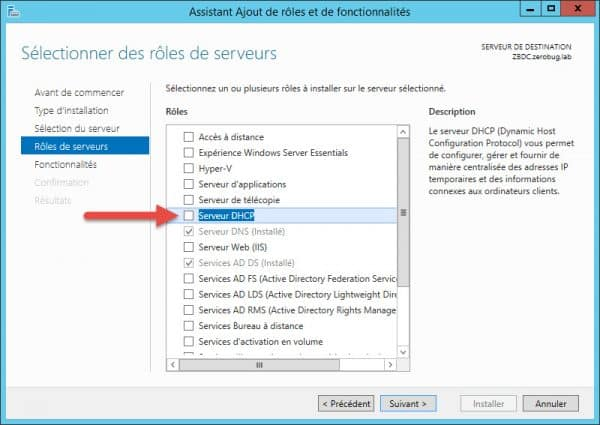 Assistant Ajout de rôles et de fonctionnalités
Sélectionner des rôles de serveurs
SERVEUR DE DESTINATION
ZBDC.zerobug.lab
Avant de commencer
Type d'installation
Sélection du serveur
Rôles de serveurs
Fonctionnalités
Confirmation
Résultats
Sélectionnez un ou plusieurs rôles à installer sur le serveur sélectionné.
Rôles
Accès à distance
Expérience Windows Server Essentials
Hyper-V
Serveur d'applications
Serveur de télécopie
Serveur DHCP
Serveur DNS (Installé)
Serveur Web (IIS)
Services AD DS (Installé)
Services AD FS (Active Directory Federation Service
Services AD LDS (Active Directory Lightweight Dire
Services AD RMS (Active Directory Rights Manage
Services Bureau à distance
Services d'activation en volume
Description
Le serveur DHCP (Dynamic Host
Configuration Protocol) vous permet
de configurer, gérer et fournir de
manière centralisée des adresses IP
temporaires et des informations
connexes aux ordinateurs clients.
< Précédent
Suivant >
Installer
Annuler